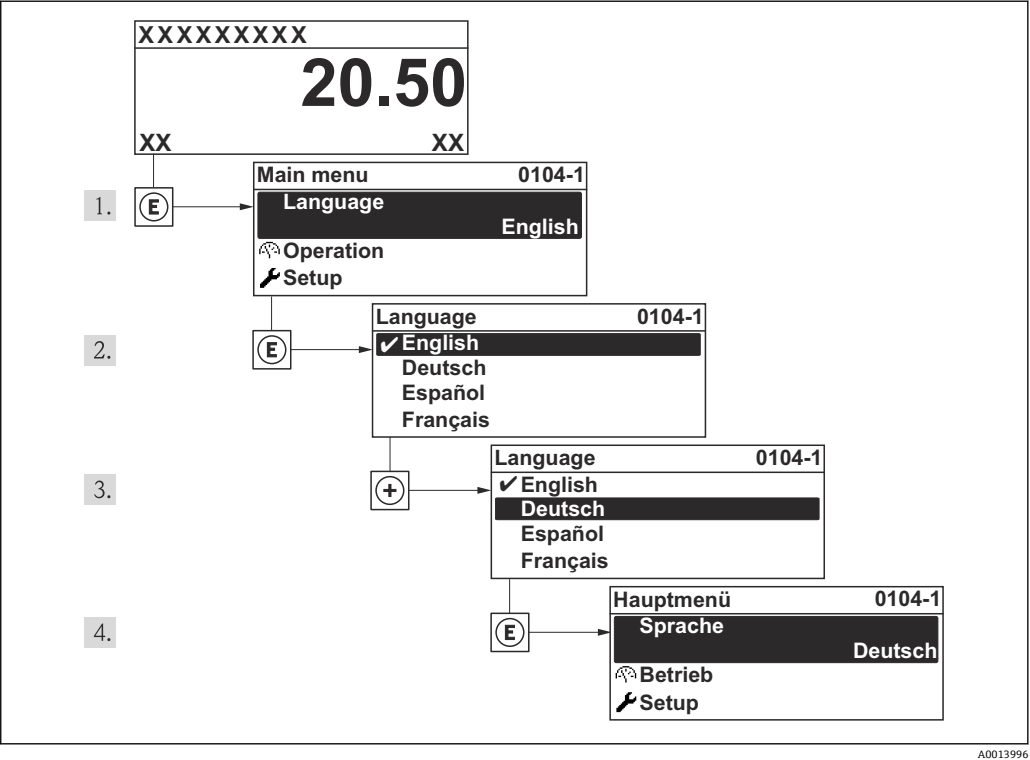 XXXXXXXXX
20.50
XX XX
1. E
Main menu 0104-1
Language
English
Operation
Setup
2. E
Language 0104-1
✔ English
Deutsch
Español
Français
3. +
Language 0104-1
✔ English
Deutsch
Español
Français
4. E
Hauptmenü 0104-1
Sprache
Deutsch
Betrieb
Setup
A0013996